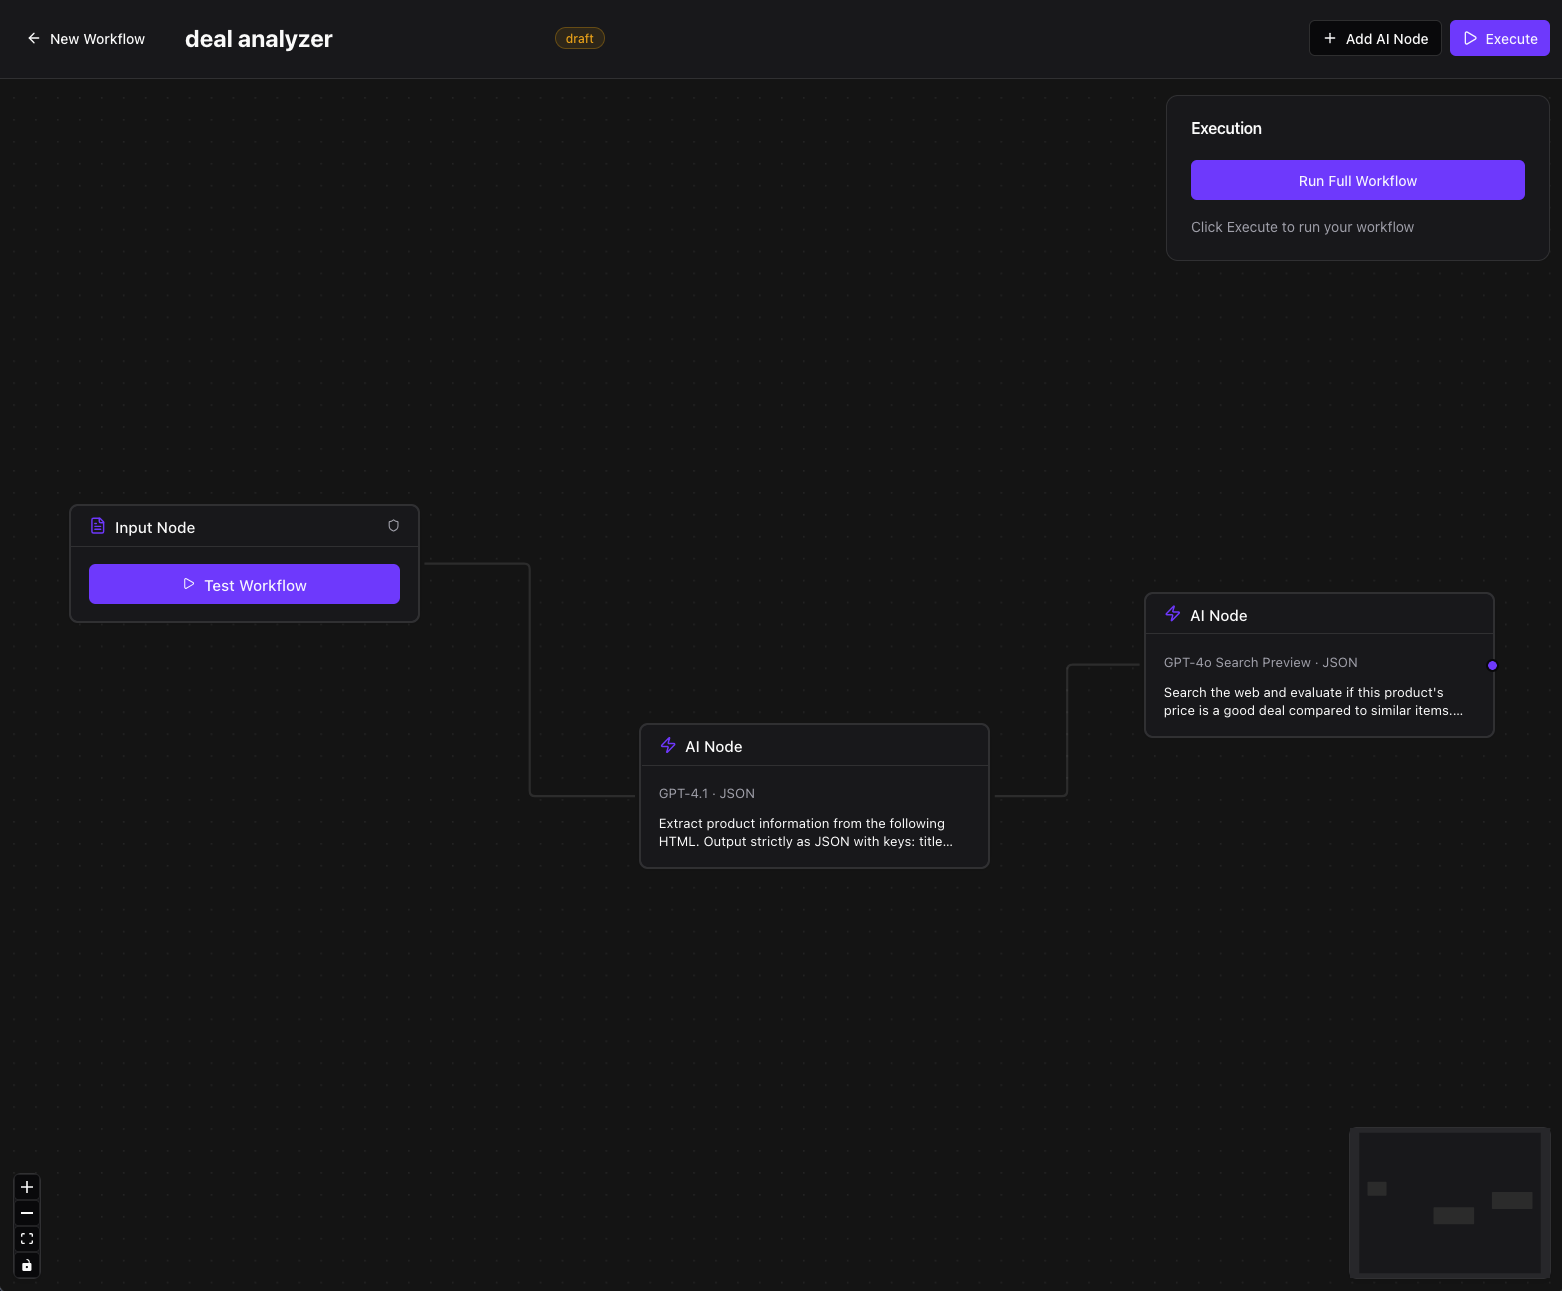 New Workflow
deal analyzer
draft
Add AI Node
Execute
Execution
Run Full Workflow
Click Execute to run your workflow
Input Node
Test Workflow
AI Node
GPT-4.1 · JSON
Extract product information from the following
HTML. Output strictly as JSON with keys: title...
AI Node
GPT-4o Search Preview · JSON
Search the web and evaluate if this product's
price is a good deal compared to similar items....